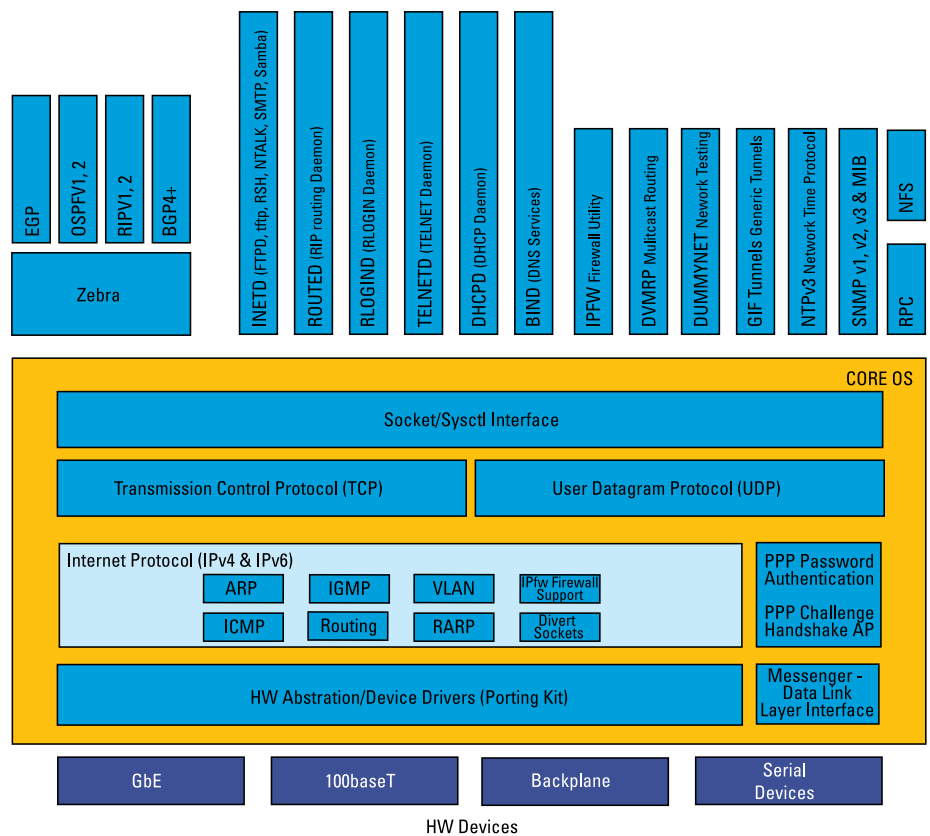 EGP
OSPFV1, 2
RIPV1, 2
BGP4+
Zebra
INETD (FTPD, tftp, RSH, NTALK, SMTP, Samba)
ROUTED (RIP routing Daemon)
RLOGIND (RLOGIN Daemon)
TELNETD (TELNET Daemon)
DHCPD (DHCP Daemon)
BIND (DNS Services)
IPFW Firewall Utility
DVMRP Mulitcast Routing
DUMMYNET Nework Testing
GIF Tunnels Generic Tunnels
NTPv3 Network Time Protocol
SNMP v1, v2, v3 & MIB
NFS
RPC
CORE OS
Socket/Sysctl Interface
Transmission Control Protocol (TCP)
User Datagram Protocol (UDP)
Internet Protocol (IPv4 & IPv6)
ARP
IGMP
VLAN
IPfw Firewall
Support
ICMP
Routing
RARP
Divert
Sockets
PPP Password
Authentication
PPP Challenge
Handshake AP
HW Abstration/Device Drivers (Porting Kit)
Messenger -
Data Link
Layer Interface
GbE
100baseT
Backplane
Serial
Devices
HW Devices